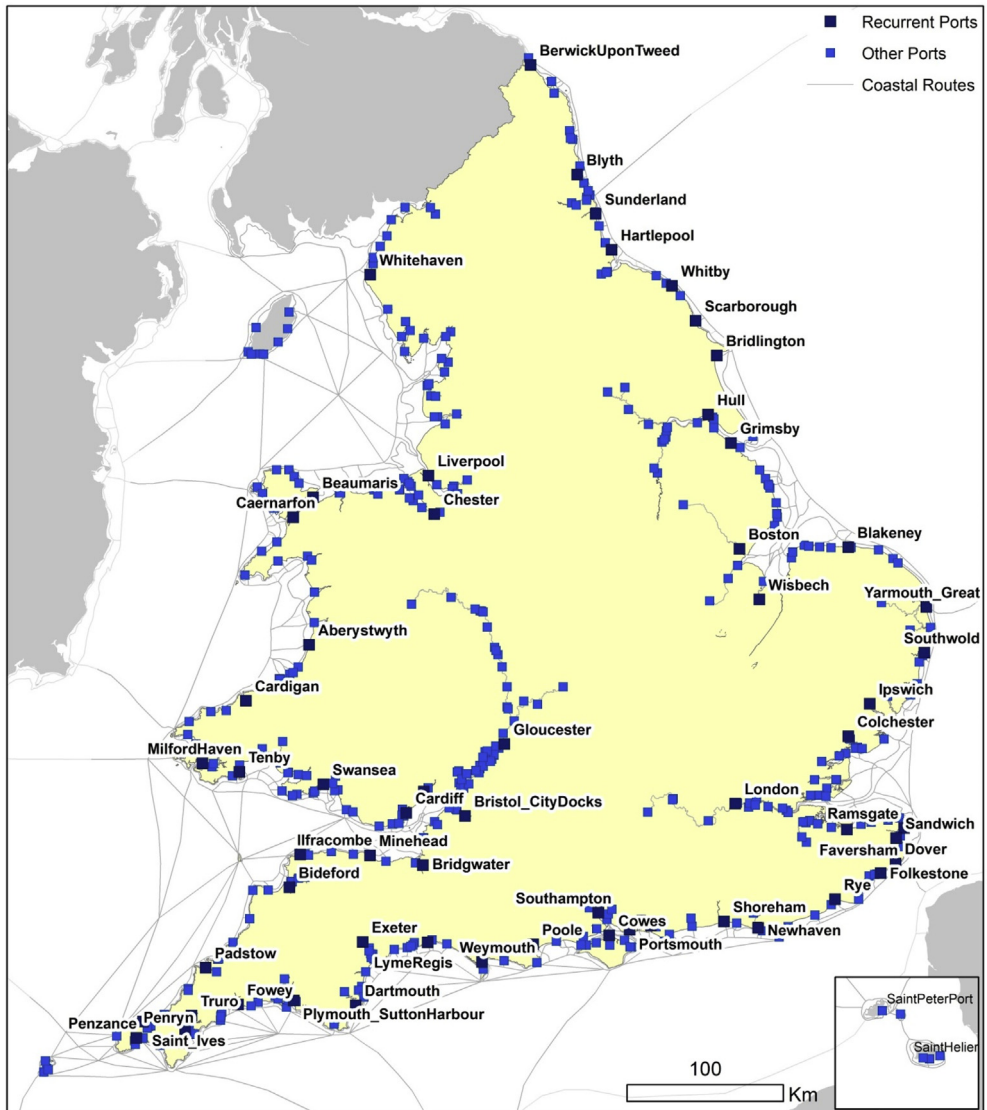 Recurrent Ports
Other Ports
Coastal Routes
BerwickUponTweed
Blyth
Sunderland
Hartlepool
Whitehaven
Whitby
Scarborough
Bridlington
Hull
Grimsby
Liverpool
Beaumaris
Chester
Caernarfon
Boston
Blakeney
Wisbech
Yarmouth_Great
Aberystwyth
Southwold
Cardigan
Ipswich
Gloucester
Colchester
MilfordHaven
Tenby
Swansea
London
Cardiff
Bristol_CityDocks
Ramsgate
Sandwich
Ilfracombe
Minehead
Faversham
Dover
Bridgwater
Bideford
Folkestone
Rye
Southampton
Shoreham
Exeter
Poole
Cowes
Newhaven
Weymouth
Portsmouth
Padstow
LymeRegis
Dartmouth
Truro
Fowey
Plymouth_SuttonHarbour
Penzance
Penryn
Saint_Ives
SaintPeterPort
SaintHelier
100
Km